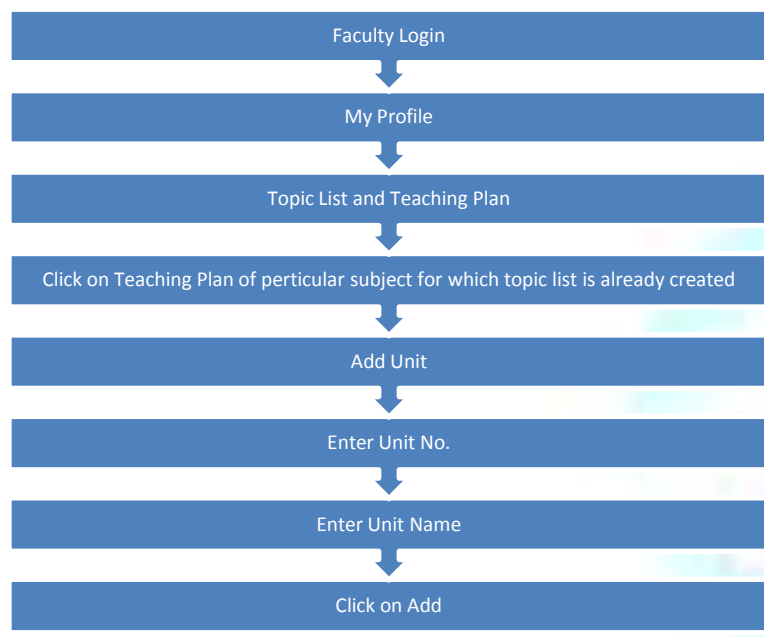 Faculty Login
My Profile
Topic List and Teaching Plan
Click on Teaching Plan of perticular subject for which topic list is already created
Add Unit
Enter Unit No.
Enter Unit Name
Click on Add